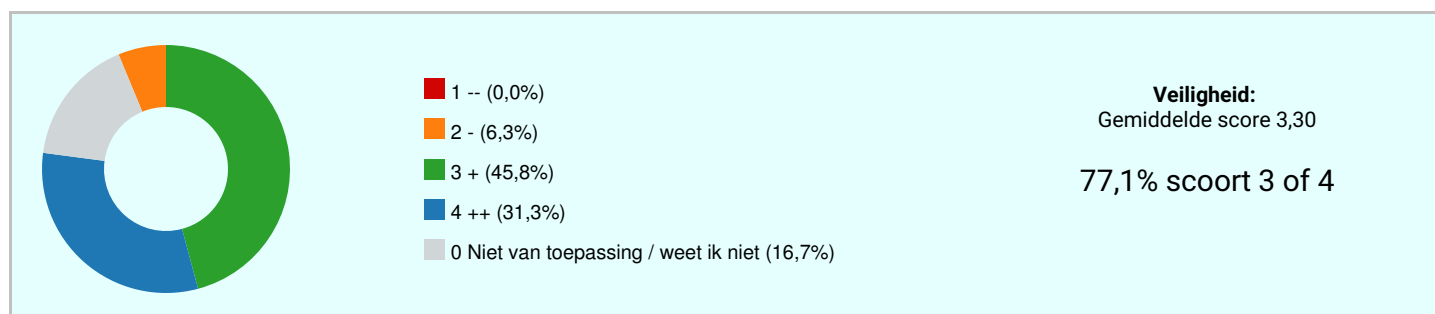 1 -- (0,0%)
2 - (6,3%)
3 + (45,8%)
4 ++ (31,3%)
0 Niet van toepassing / weet ik niet (16,7%)
Veiligheid:
Gemiddelde score 3,30
77,1% scoort 3 of 4